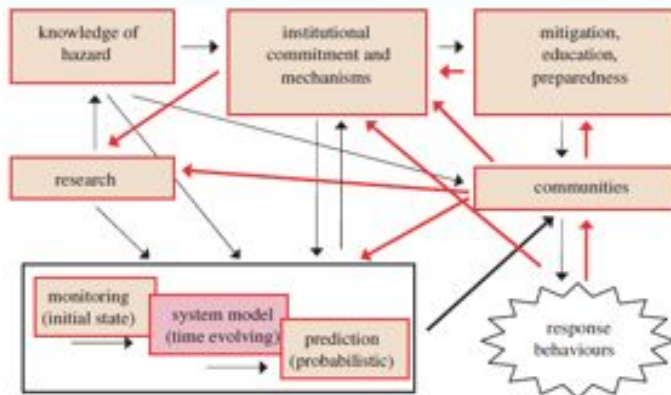 knowledge of
hazard
institutional
commitment and
mechanisms
mitigation,
education,
preparedness
research
communities
monitoring
(initial state)
system model
(time evolving)
prediction
(probabilistic)
response
behaviours